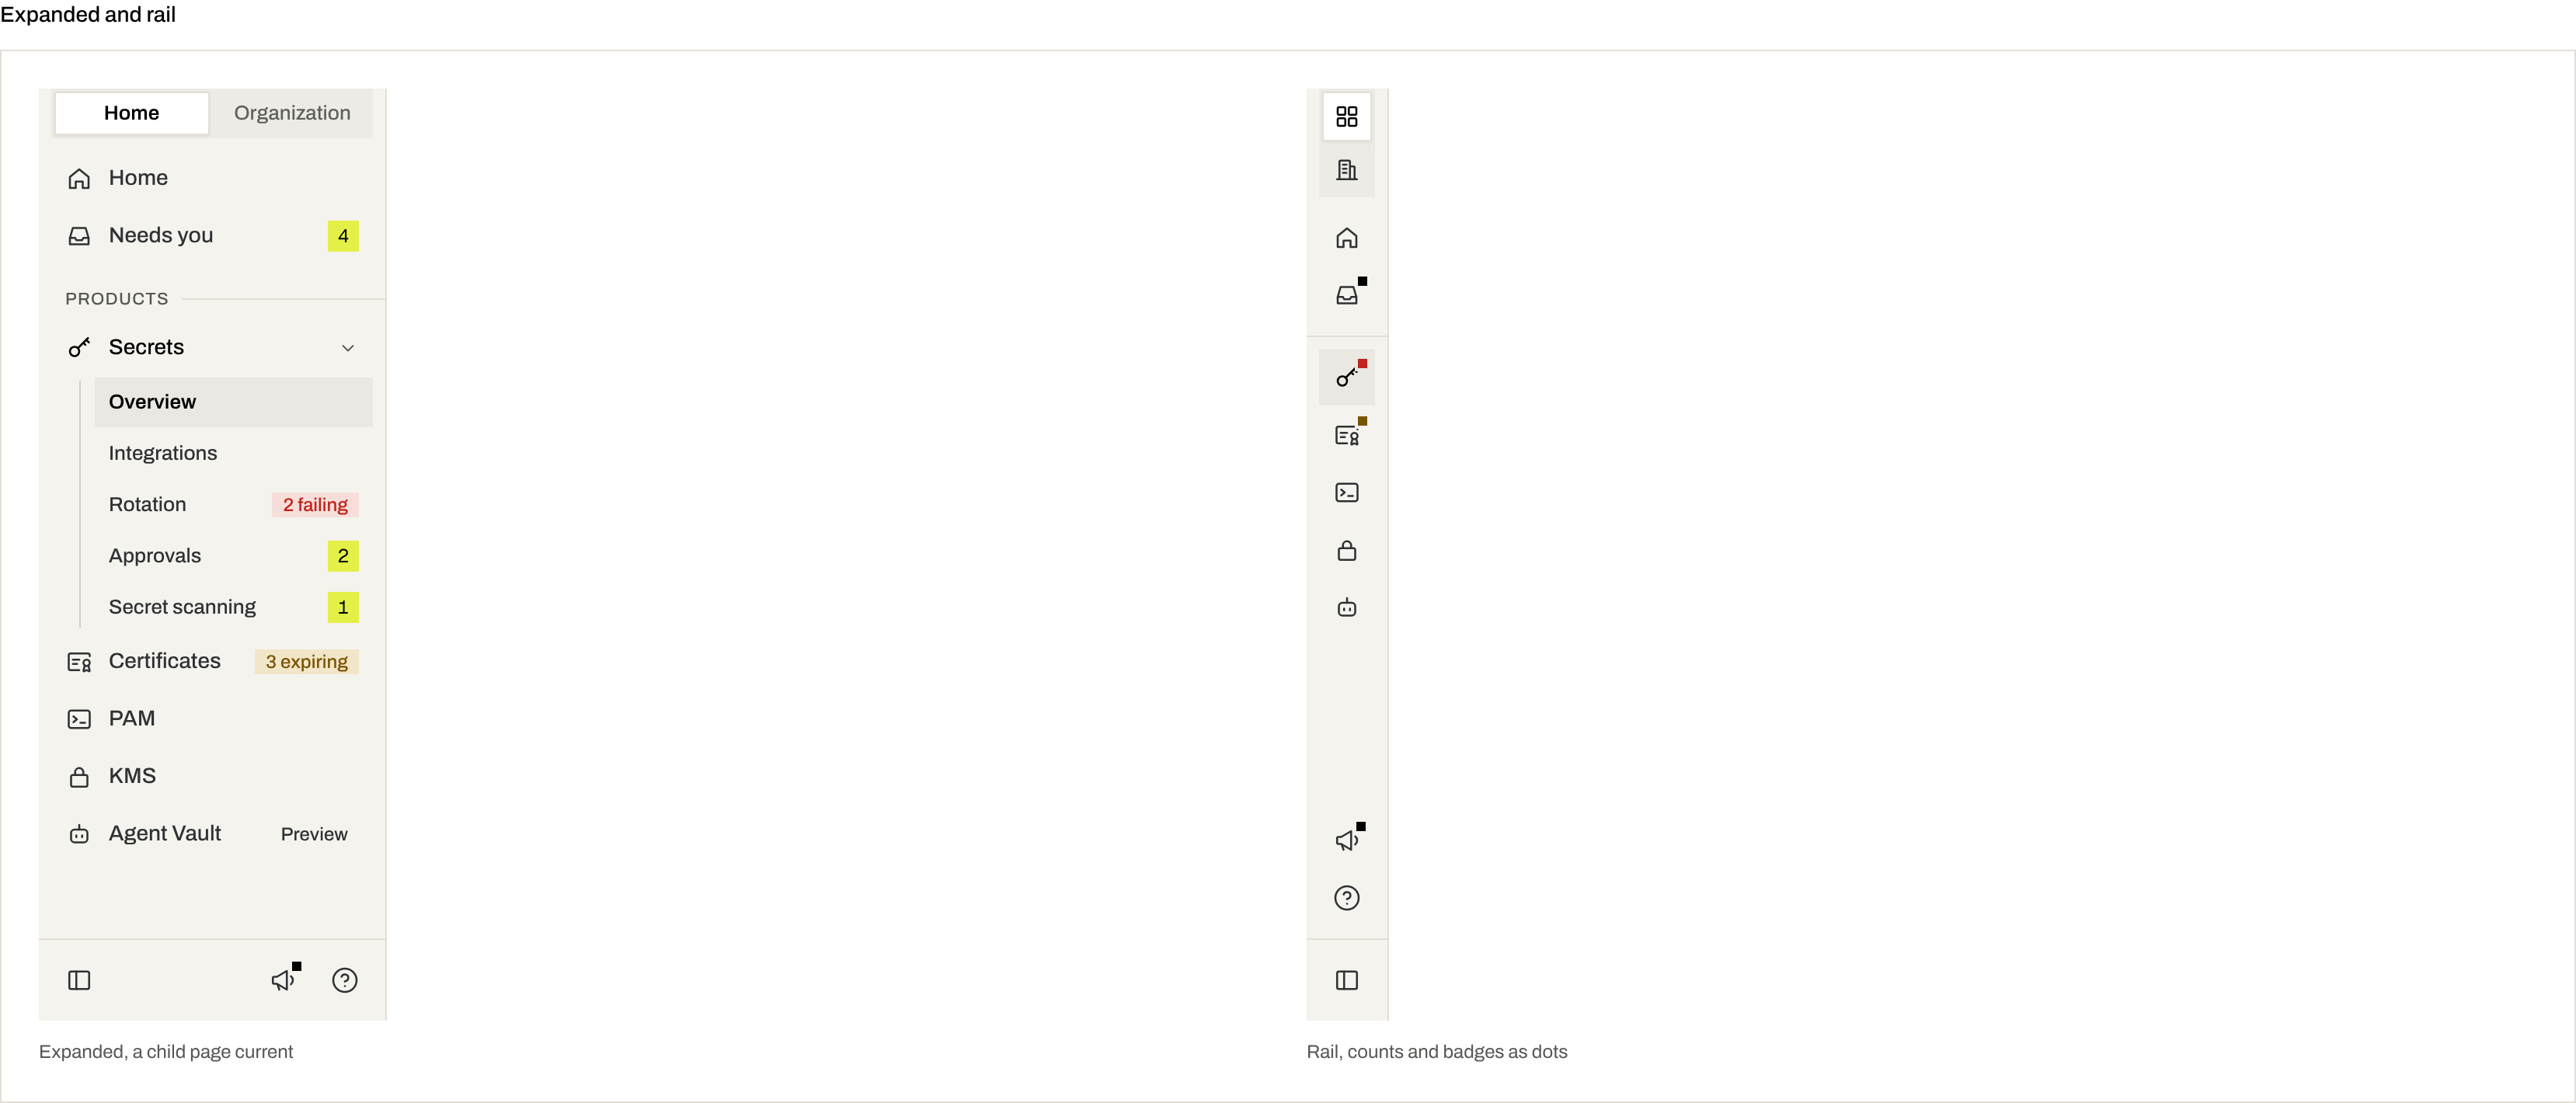 Expanded and rail
Home Organization
Home
Needs you 4
PRODUCTS
Secrets
Overview
Integrations
Rotation 2 failing
Approvals 2
Secret scanning 1
Certificates 3 expiring
PAM
KMS
Agent Vault Preview
Expanded, a child page current
Rail, counts and badges as dots